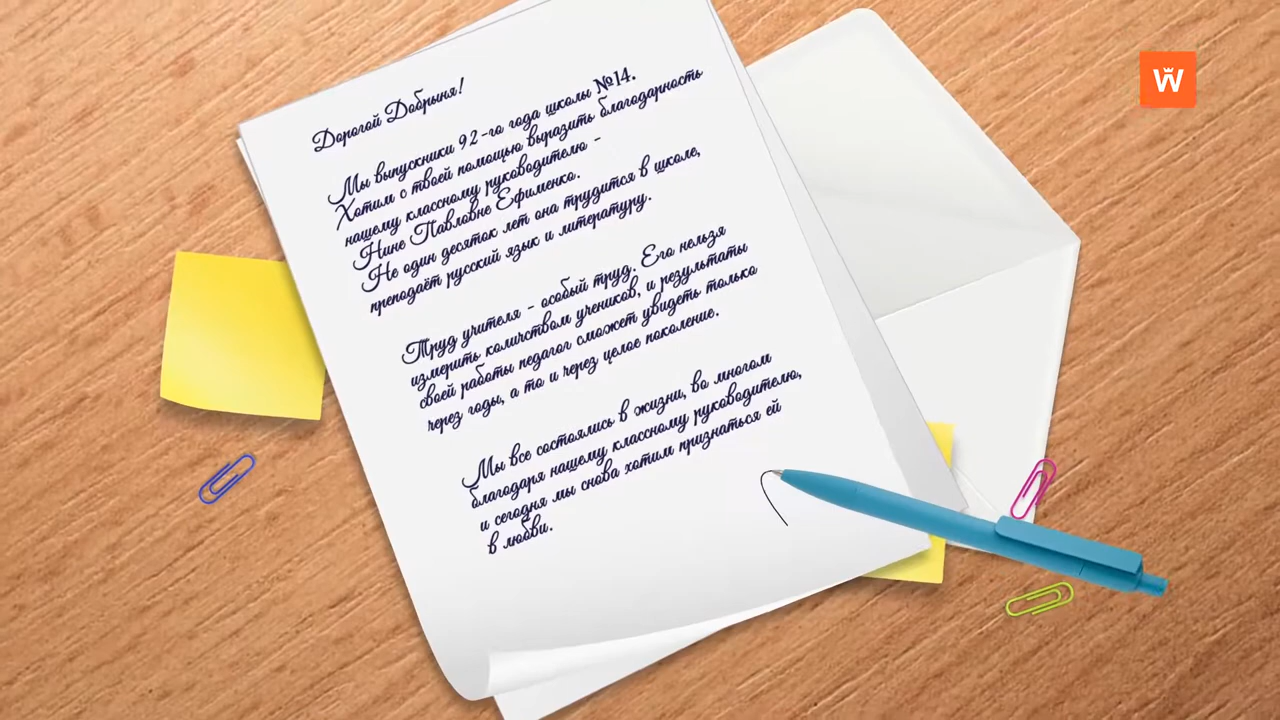 Дорогой Добрыня!
Мы выпускники 92-го года школы №14.
Хотим с твоей помощью выразить благодарность
нашему классному руководителю -
Нине Павловне Ефименко.
Не один десяток лет она трудится в школе,
преподаёт русский язык и литературу.
Труд учителя - особый труд. Его нельзя
измерить количством учеников, и результаты
своей работы педагог сможет увидеть только
через годы, а то и через целое поколение.
Мы все состоялись в жизни, во многом
благодаря нашему классному руководителю,
и сегодня мы снова хотим признаться ей
в любви.
W